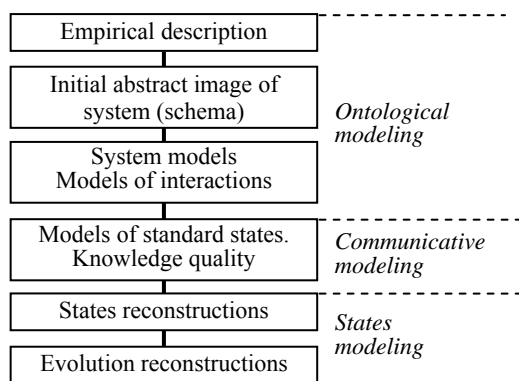 Empirical description
Initial abstract image of
system (schema)
Ontological
modeling
System models
Models of interactions
Models of standard states.
Knowledge quality
Communicative
modeling
States reconstructions
States
modeling
Evolution reconstructions